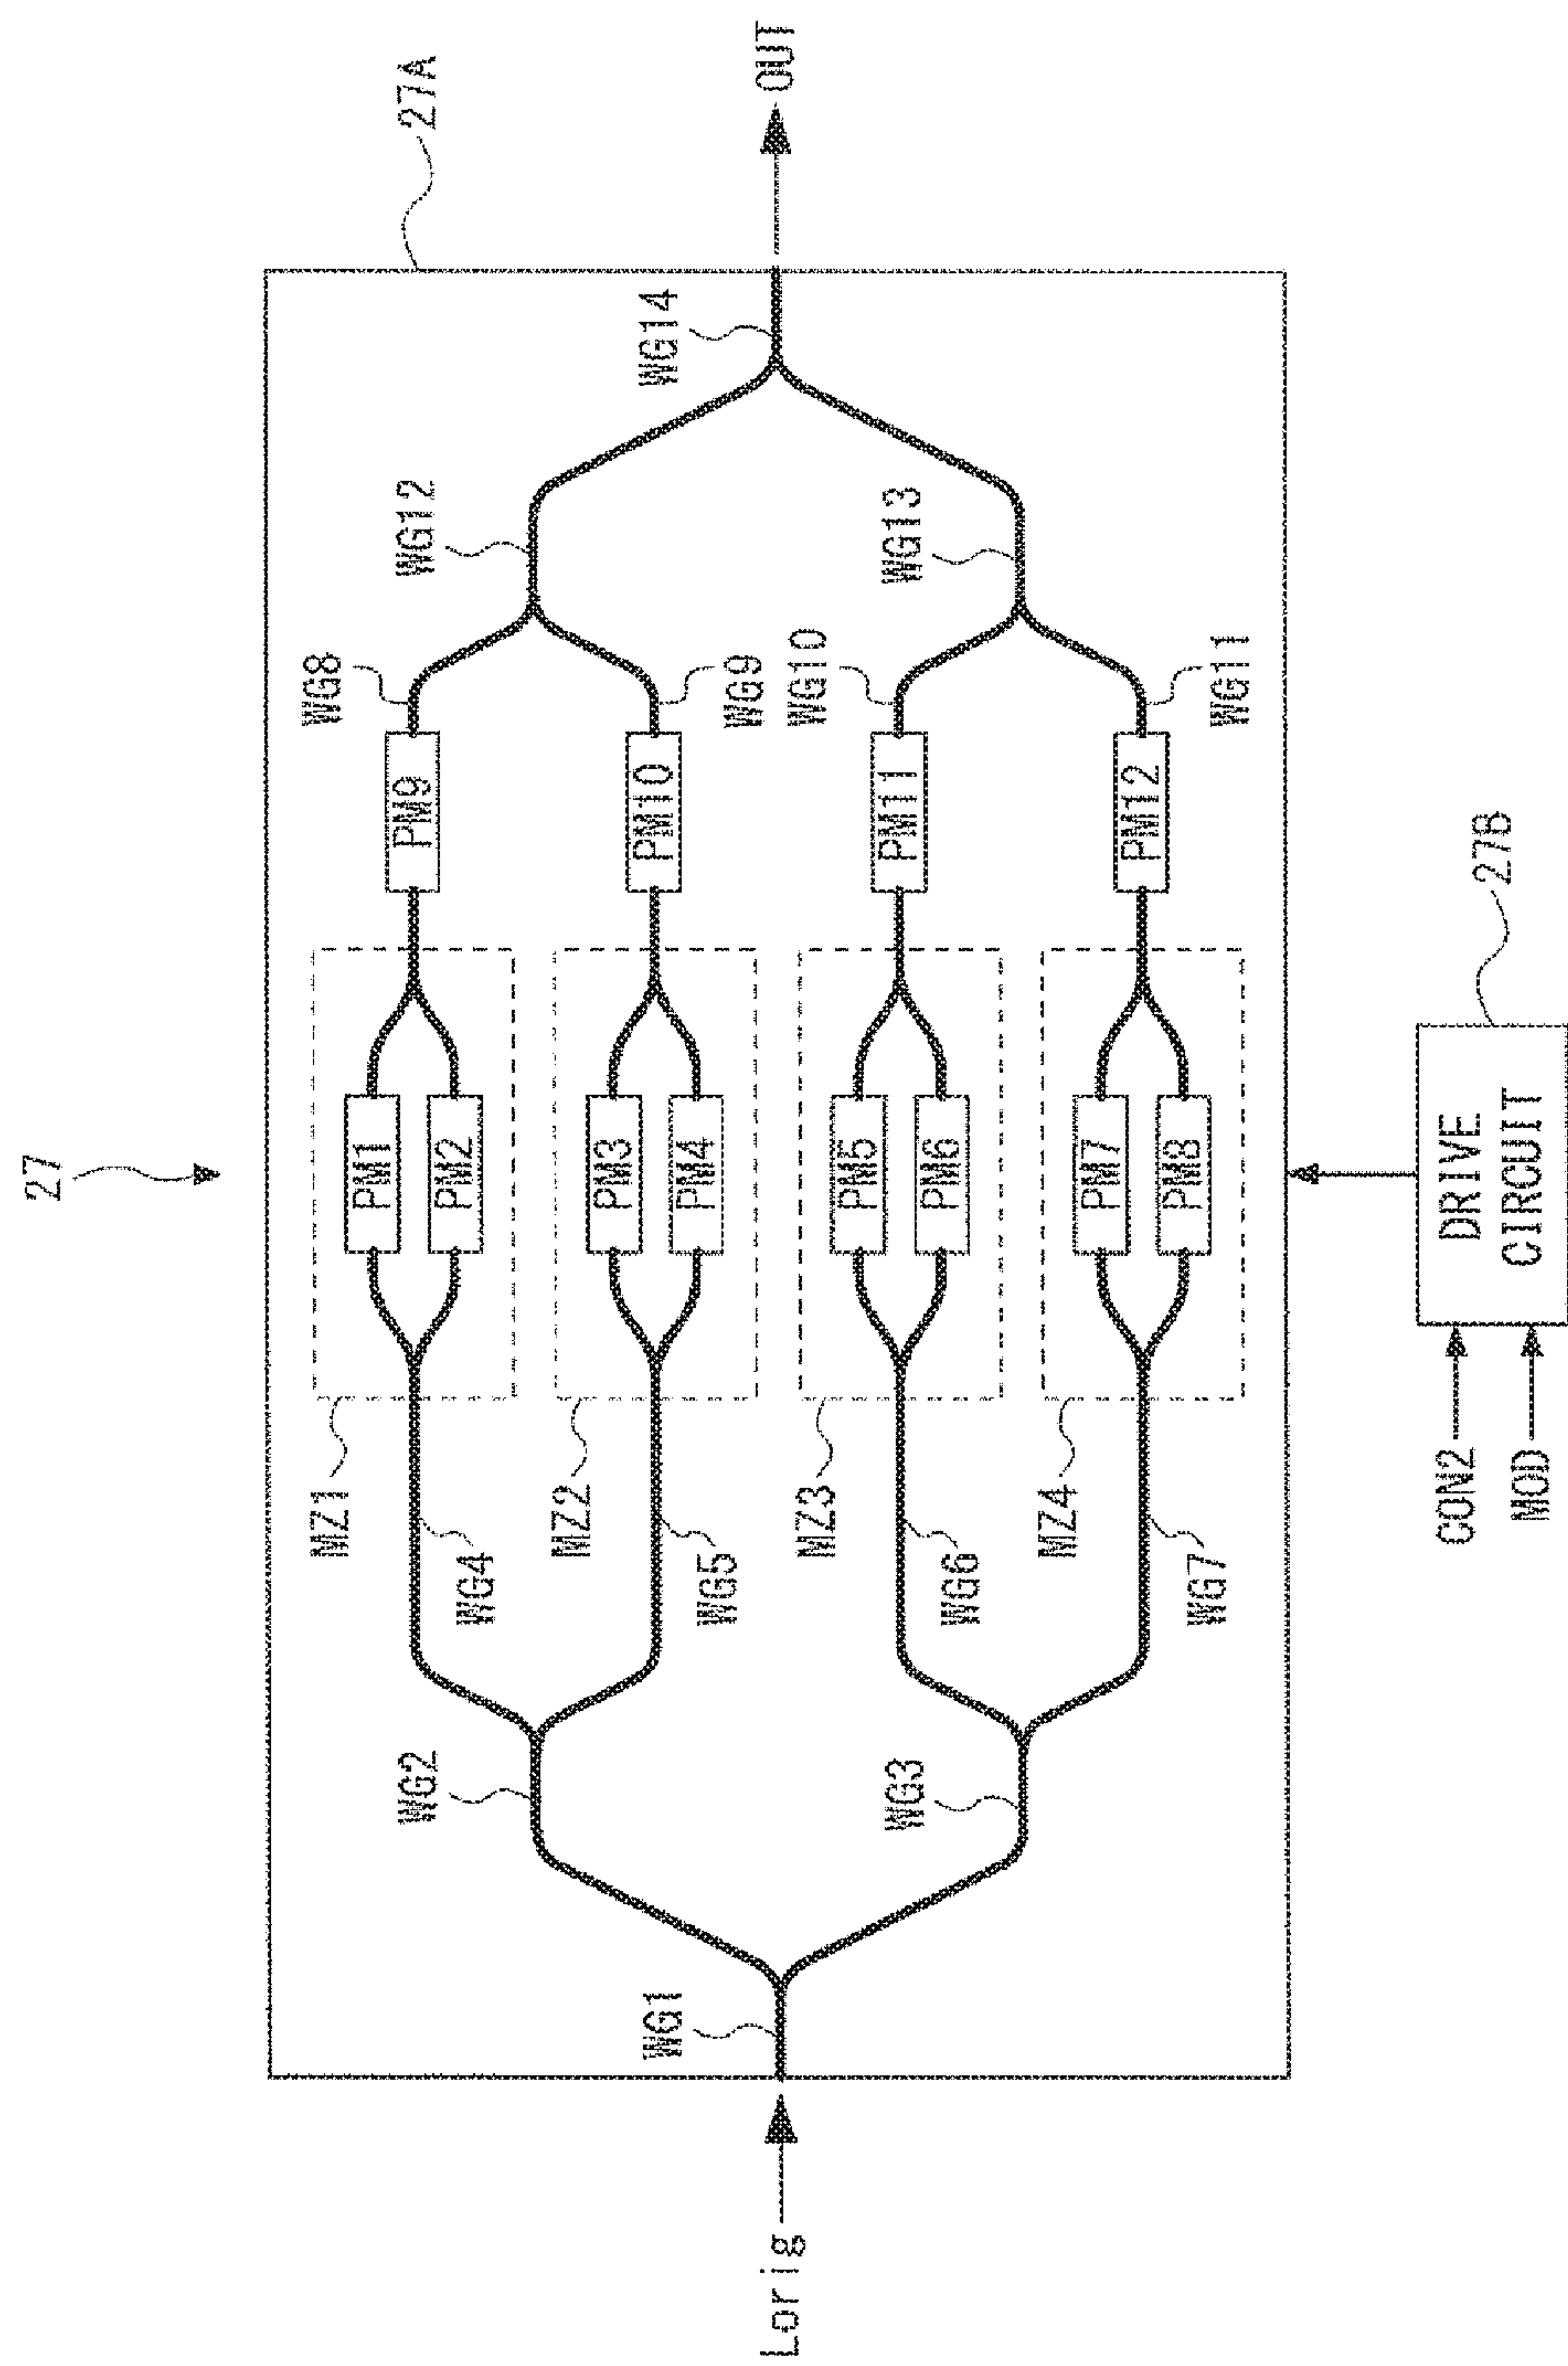 27
27A
Lorig
WG1
WG2
WG3
WG4
WG5
WG6
WG7
MZ1
MZ2
MZ3
MZ4
PM1
PM2
PM3
PM4
PM5
PM6
PM7
PM8
PM9
PM10
PM11
PM12
WG8
WG9
WG10
WG11
WG12
WG13
WG14
OUT
CON2
MOD
DRIVE
CIRCUIT
27B